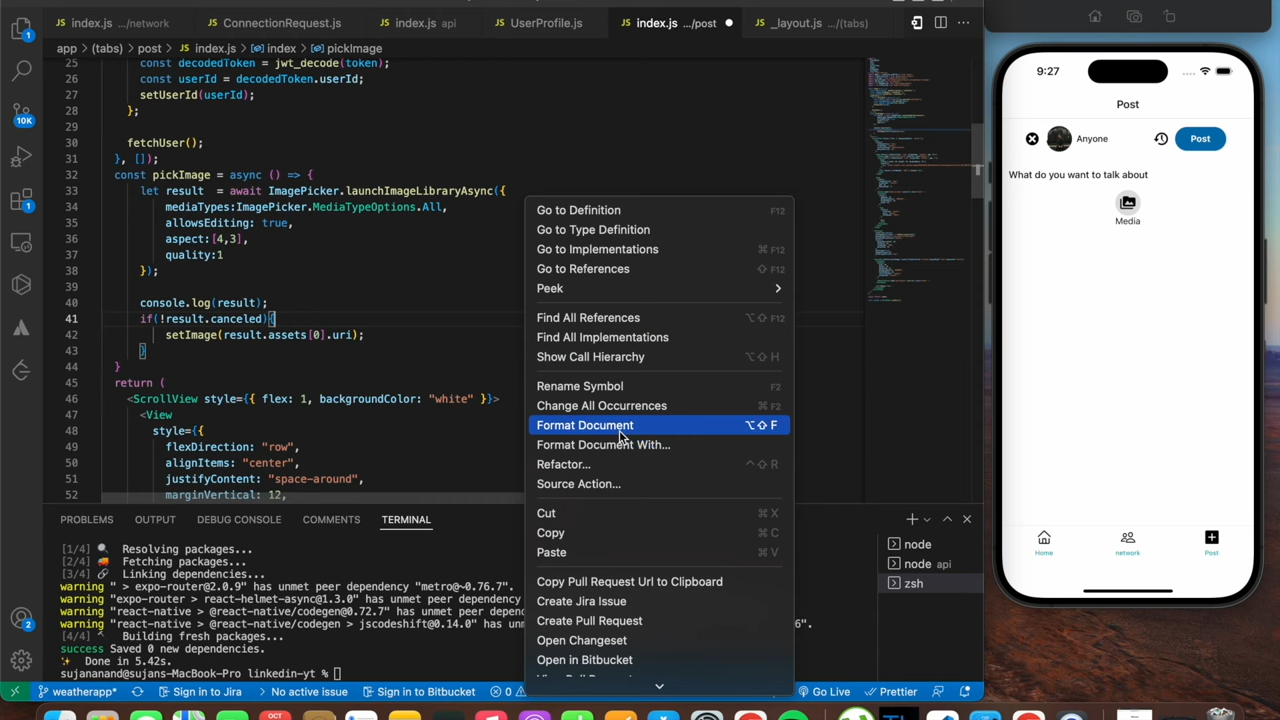 index.js .../network
ConnectionRequest.js
index.js api
UserProfile.js
index.js .../post
_layout.js .../(tabs)
app > (tabs) > post > index.js > index > pickImage
25 const decodedToken = jwt_decode(token);
26 const userId = decodedToken.userId;
27 setUserId(userId);
28 };
29
30 fetchUser();
31 }, []);
32 const pickImage = async () => {
33 let result = await ImagePicker.launchImageLibraryAsync({
34 mediaTypes:ImagePicker.MediaTypeOptions.All,
35 allowsEditing: true,
36 aspect:[4,3],
37 quality:1
38 });
39
40 console.log(result);
41 if(!result.canceled){
42 setImage(result.assets[0].uri);
43 }
44 }
45 return (
46 <ScrollView style={{ flex: 1, backgroundColor: "white" }}>
47 <View
48 style={{
49 flexDirection: "row",
50 alignItems: "center",
51 justifyContent: "space-around",
52 marginVertical: 12,
10K
1
1
2
Go to Definition F12
Go to Type Definition
Go to Implementations ⌘ F12
Go to References ⇧ F12
Peek
Find All References ⌥⇧ F12
Find All Implementations
Show Call Hierarchy ⌥⇧ H
Rename Symbol F2
Change All Occurrences ⌘ F2
Format Document ⌥⇧ F
Format Document With...
Refactor... ^⇧ R
Source Action...
Cut ⌘ X
Copy ⌘ C
Paste ⌘ V
Copy Pull Request Url to Clipboard
Create Jira Issue
Create Pull Request
Open Changeset
Open in Bitbucket
PROBLEMS OUTPUT DEBUG CONSOLE COMMENTS TERMINAL
[1/4] Resolving packages...
[2/4] Fetching packages...
[3/4] Linking dependencies...
warning " > expo-router@2.0.9" has unmet peer dependency "metro@~0.76.7".
warning "expo-router > react-helmet-async@1.3.0" has unmet peer dependency
warning "react-native > @react-native/codegen@0.72.7" has unmet peer depend
warning "react-native > @react-native/codegen > jscodeshift@0.14.0" has unm 6".
[4/4] Building fresh packages...
success Saved 0 new dependencies.
Done in 5.42s.
sujananand@sujans-MacBook-Pro linkedin-yt %
node
node api
zsh
weatherapp* Sign in to Jira No active issue Sign in to Bitbucket 0 Go Live Prettier
OCT
9:27
Post
Anyone
Post
What do you want to talk about
Media
Home
network
Post